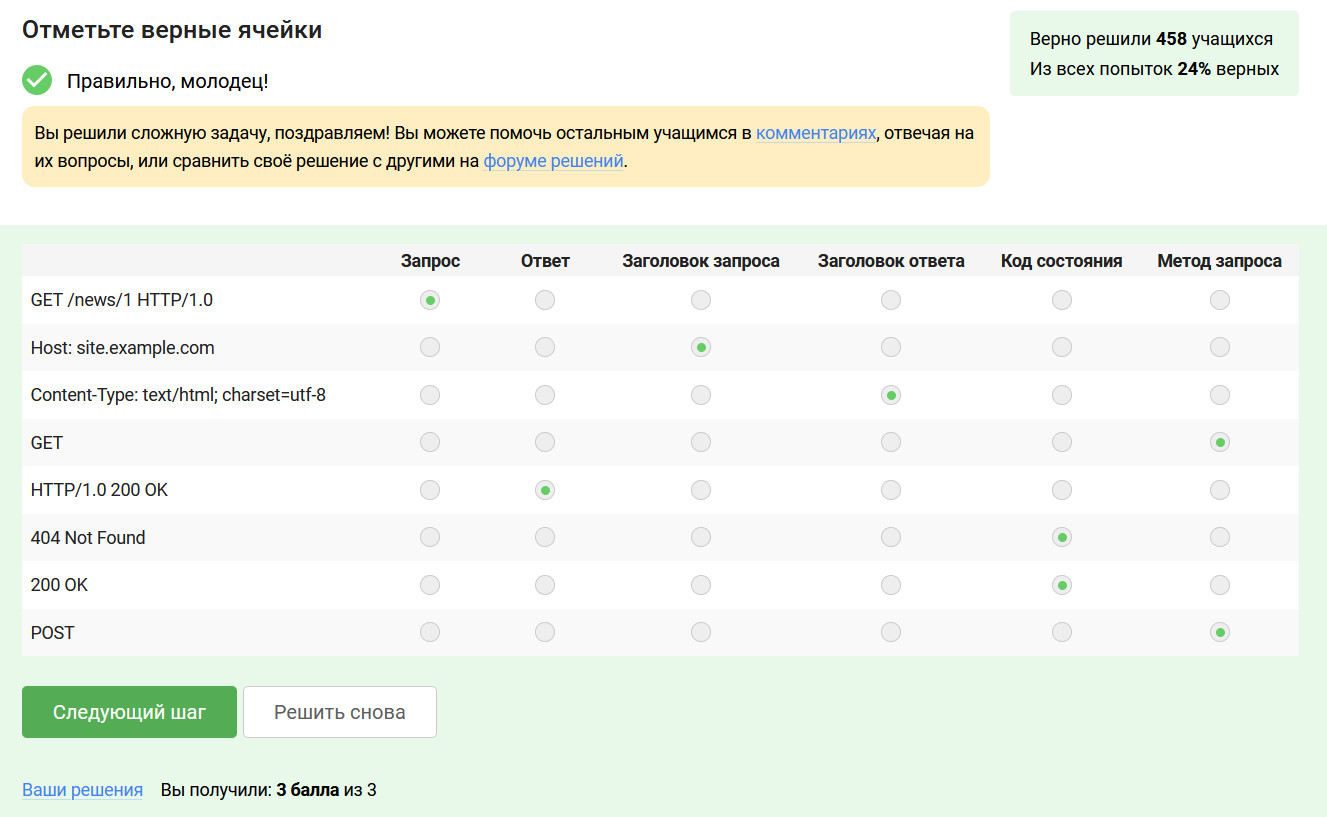 Отметьте верные ячейки
Верно решили 458 учащихся
Из всех попыток 24% верных
Правильно, молодец!
Вы решили сложную задачу, поздравляем! Вы можете помочь остальным учащимся в комментариях, отвечая на
их вопросы, или сравнить своё решение с другими на форуме решений.
Запрос Ответ Заголовок запроса Заголовок ответа Код состояния Метод запроса
GET /news/1 HTTP/1.0
Host: site.example.com
Content-Type: text/html; charset=utf-8
GET
HTTP/1.0 200 OK
404 Not Found
200 OK
POST
Следующий шаг Решить снова
Ваши решения Вы получили: 3 балла из 3